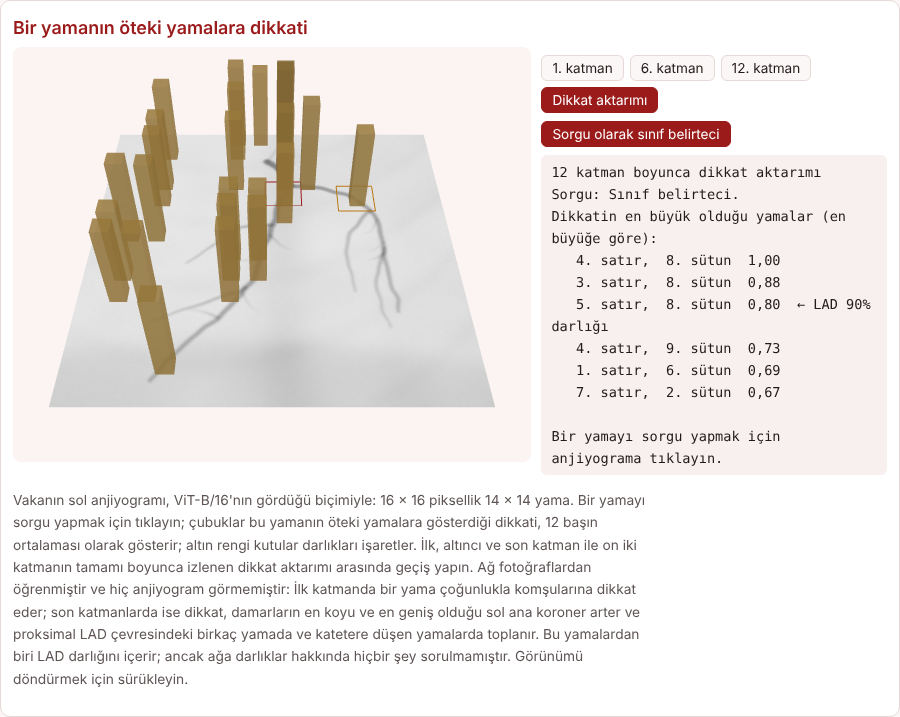 Bir yamanın öteki yamalara dikkati
1. katman
6. katman
12. katman
Dikkat aktarımı
Sorgu olarak sınıf belirteci
12 katman boyunca dikkat aktarımı
Sorgu: Sınıf belirteci.
Dikkatin en büyük olduğu yamalar (en
büyüğe göre):
4. satır,  8. sütun  1,00
3. satır,  8. sütun  0,88
5. satır,  8. sütun  0,80  ← LAD 90%
darlığı
4. satır,  9. sütun  0,73
1. satır,  6. sütun  0,69
7. satır,  2. sütun  0,67
Bir yamayı sorgu yapmak için
anjiyograma tıklayın.
Vakanın sol anjiyogramı, ViT-B/16'nın gördüğü biçimiyle: 16 × 16 piksellik 14 × 14 yama. Bir yamayı
sorgu yapmak için tıklayın; çubuklar bu yamanın öteki yamalara gösterdiği dikkati, 12 başın
ortalaması olarak gösterir; altın rengi kutular darlıkları işaretler. İlk, altıncı ve son katman ile on iki
katmanın tamamı boyunca izlenen dikkat aktarımı arasında geçiş yapın. Ağ fotoğraflardan
öğrenmiştir ve hiç anjiyogram görmemiştir: İlk katmanda bir yama çoğunlukla komşularına dikkat
eder; son katmanlarda ise dikkat, damarların en koyu ve en geniş olduğu sol ana koroner arter ve
proksimal LAD çevresindeki birkaç yamada ve katetere düşen yamalarda toplanır. Bu yamalardan
biri LAD darlığını içerir; ancak ağa darlıklar hakkında hiçbir şey sorulmamıştır. Görünümü
döndürmek için sürükleyin.